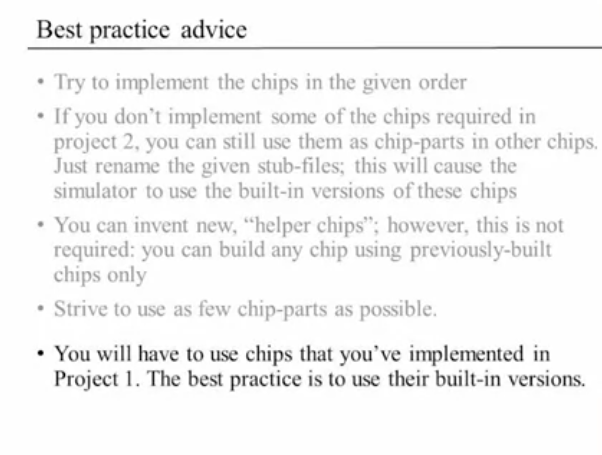 Best practice advice
• Try to implement the chips in the given order
• If you don’t implement some of the chips required in
project 2, you can still use them as chip-parts in other chips.
Just rename the given stub-files; this will cause the
simulator to use the built-in versions of these chips
• You can invent new, “helper chips”; however, this is not
required: you can build any chip using previously-built
chips only
• Strive to use as few chip-parts as possible.
• You will have to use chips that you’ve implemented in
Project 1. The best practice is to use their built-in versions.